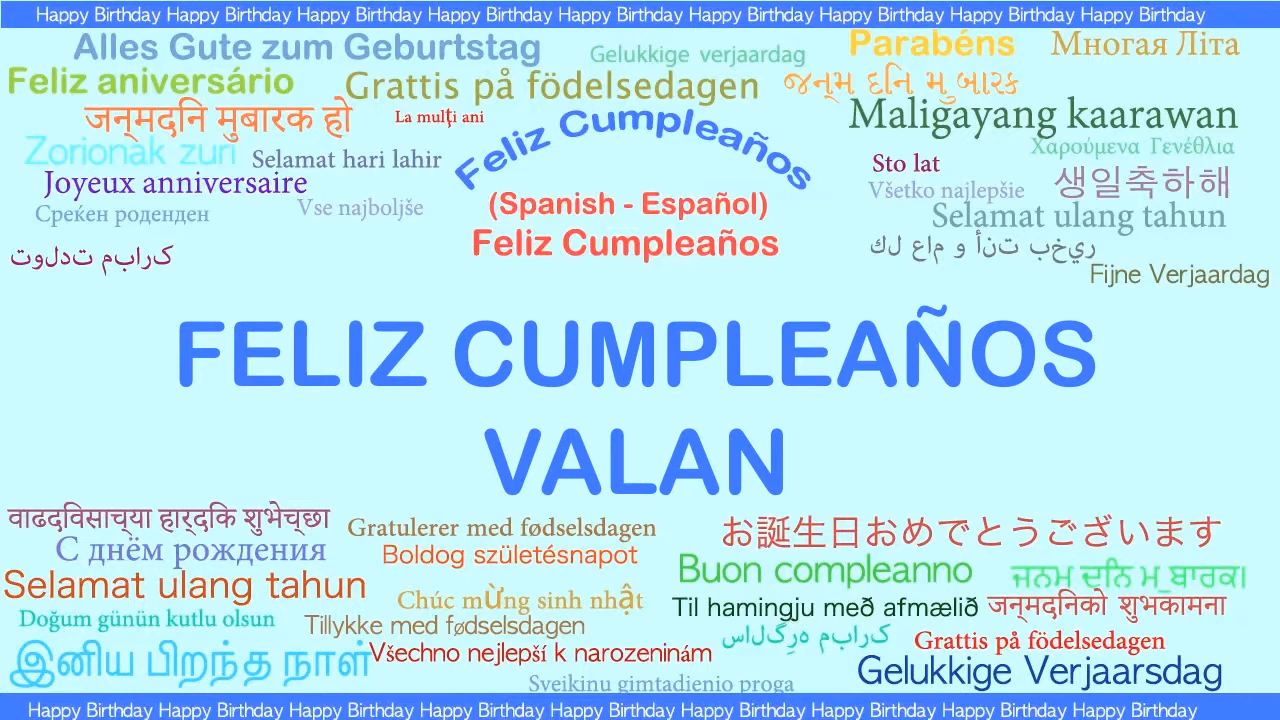 Happy Birthday Happy Birthday Happy Birthday Happy Birthday Happy Birthday Happy Birthday Happy Birthday Happy Birthday Happy Birthday
Alles Gute zum Geburtstag
Gelukkige verjaardag
Parabéns
Многая Літа
Feliz aniversário
Grattis på födelsedagen
જન્મ દનિ મુબારક
जन्मदनि मुबारक हो
La mulţi ani
Feliz Cumpleaños
Maligayang kaarawan
Zorionak zuri
Selamat hari lahir
Χαρούμενα Γενέθλια
Sto lat
Joyeux anniversaire
Všetko najlepšie
생일축하해
(Spanish - Español)
Среќен роденден
Vse najboljše
Selamat ulang tahun
Feliz Cumpleaños
تولدت مبارک
كل عام و أنت بخير
Fijne Verjaardag
FELIZ CUMPLEAÑOS
VALAN
वाढदविसाच्या हार्दकि शुभेच्छा
Gratulerer med fødselsdagen
お誕生日おめでとうございます
С днём рождения
Boldog születésnapot
Buon compleanno
ਜਨਮ ਦਨਿ ਮੁਬਾਰਕ।
Selamat ulang tahun
Chúc mừng sinh nhật
Til hamingju með afmælið
जन्मदनिको शुभकामना
Doğum günün kutlu olsun
Tillykke med fødselsdagen
سالگرہ مبارک
Grattis på födelsedagen
இனிய பிறந்த நாள்
Všechno nejlepší k narozeninám
Gelukkige Verjaarsdag
Sveikinu gimtadienio proga
Happy Birthday Happy Birthday Happy Birthday Happy Birthday Happy Birthday Happy Birthday Happy Birthday Happy Birthday Happy Birthday